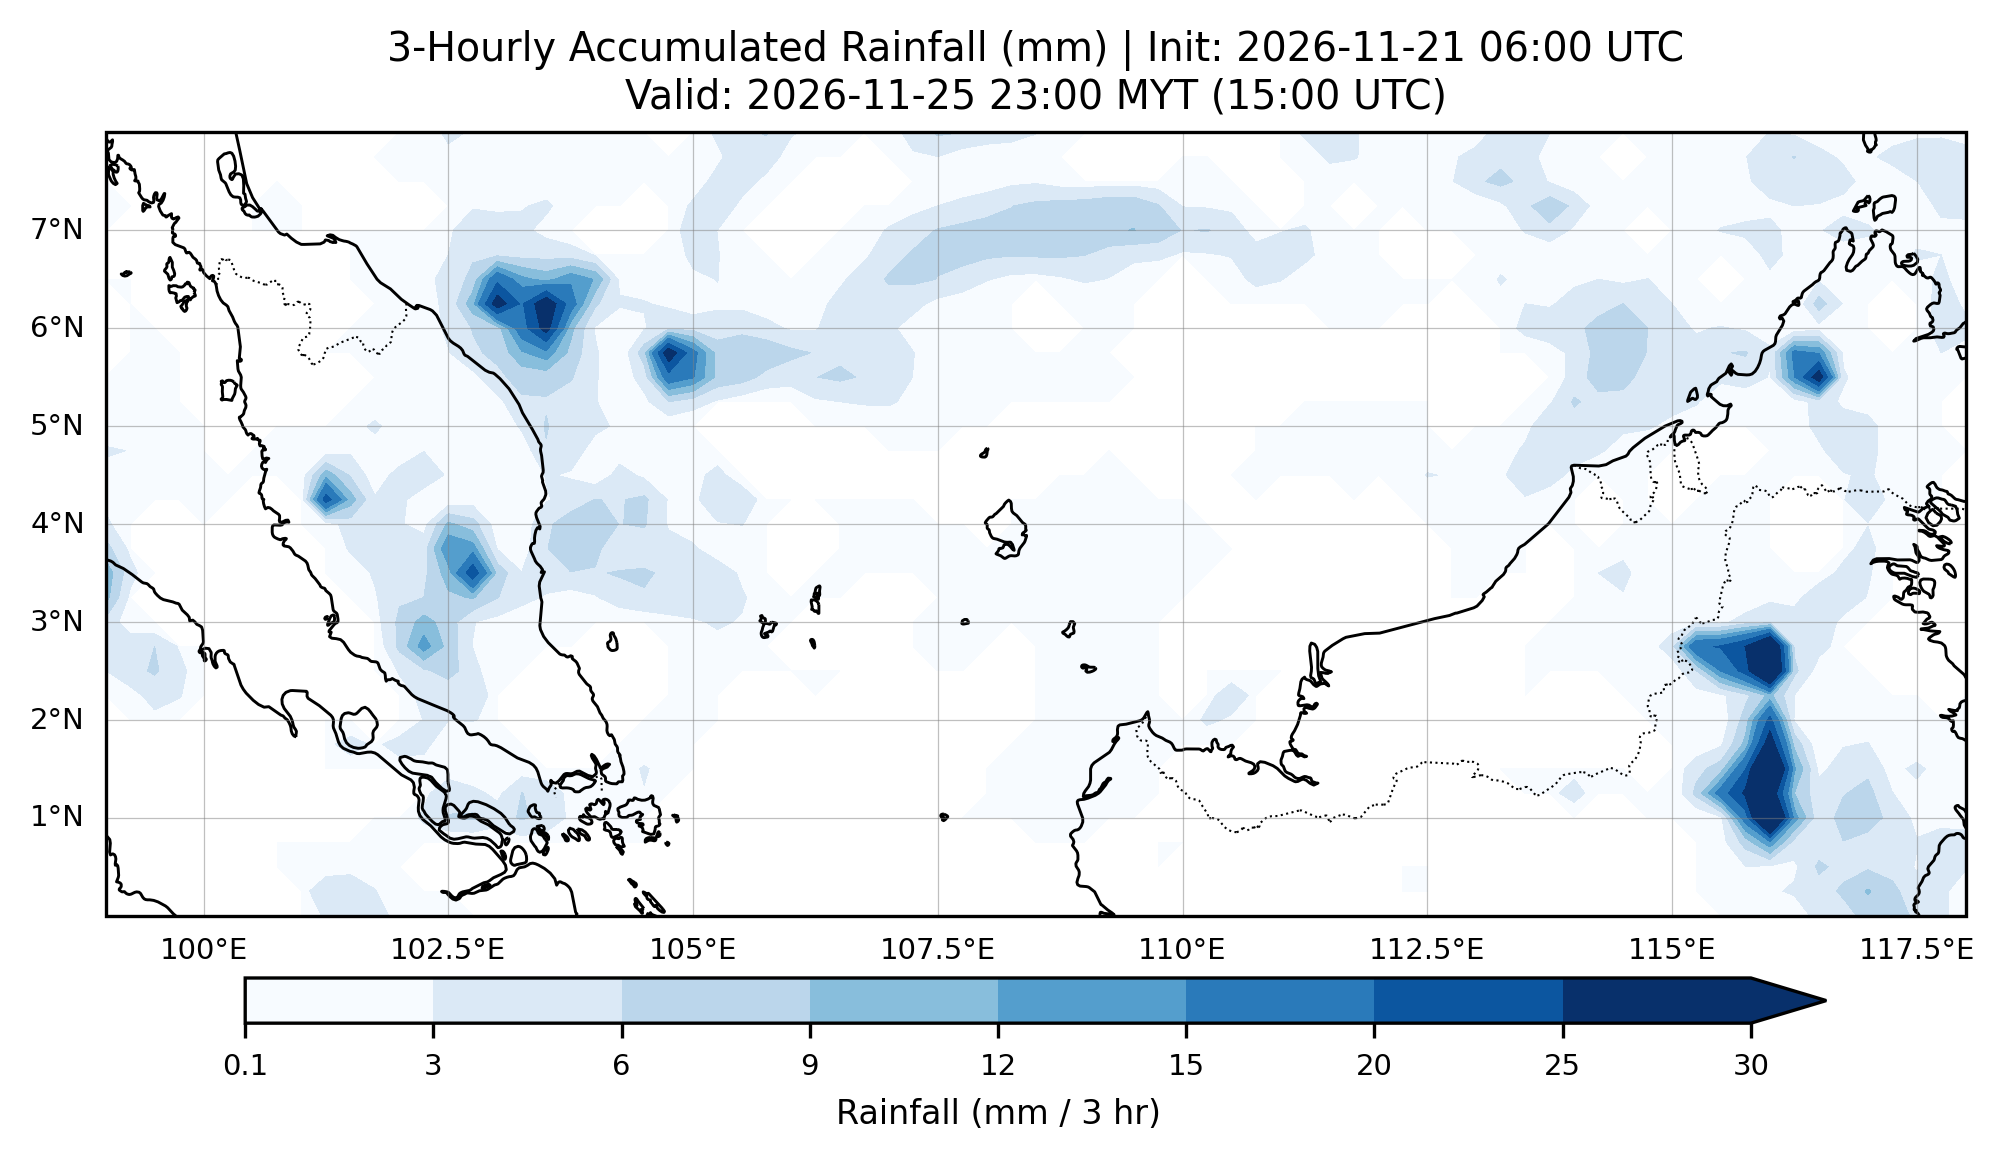 3-Hourly Accumulated Rainfall (mm) | Init: 2026-11-21 06:00 UTC
Valid: 2026-11-25 23:00 MYT (15:00 UTC)
7°N
6°N
5°N
4°N
3°N
2°N
1°N
100°E 102.5°E 105°E 107.5°E 110°E 112.5°E 115°E 117.5°E
0.1 3 6 9 12 15 20 25 30
Rainfall (mm / 3 hr)